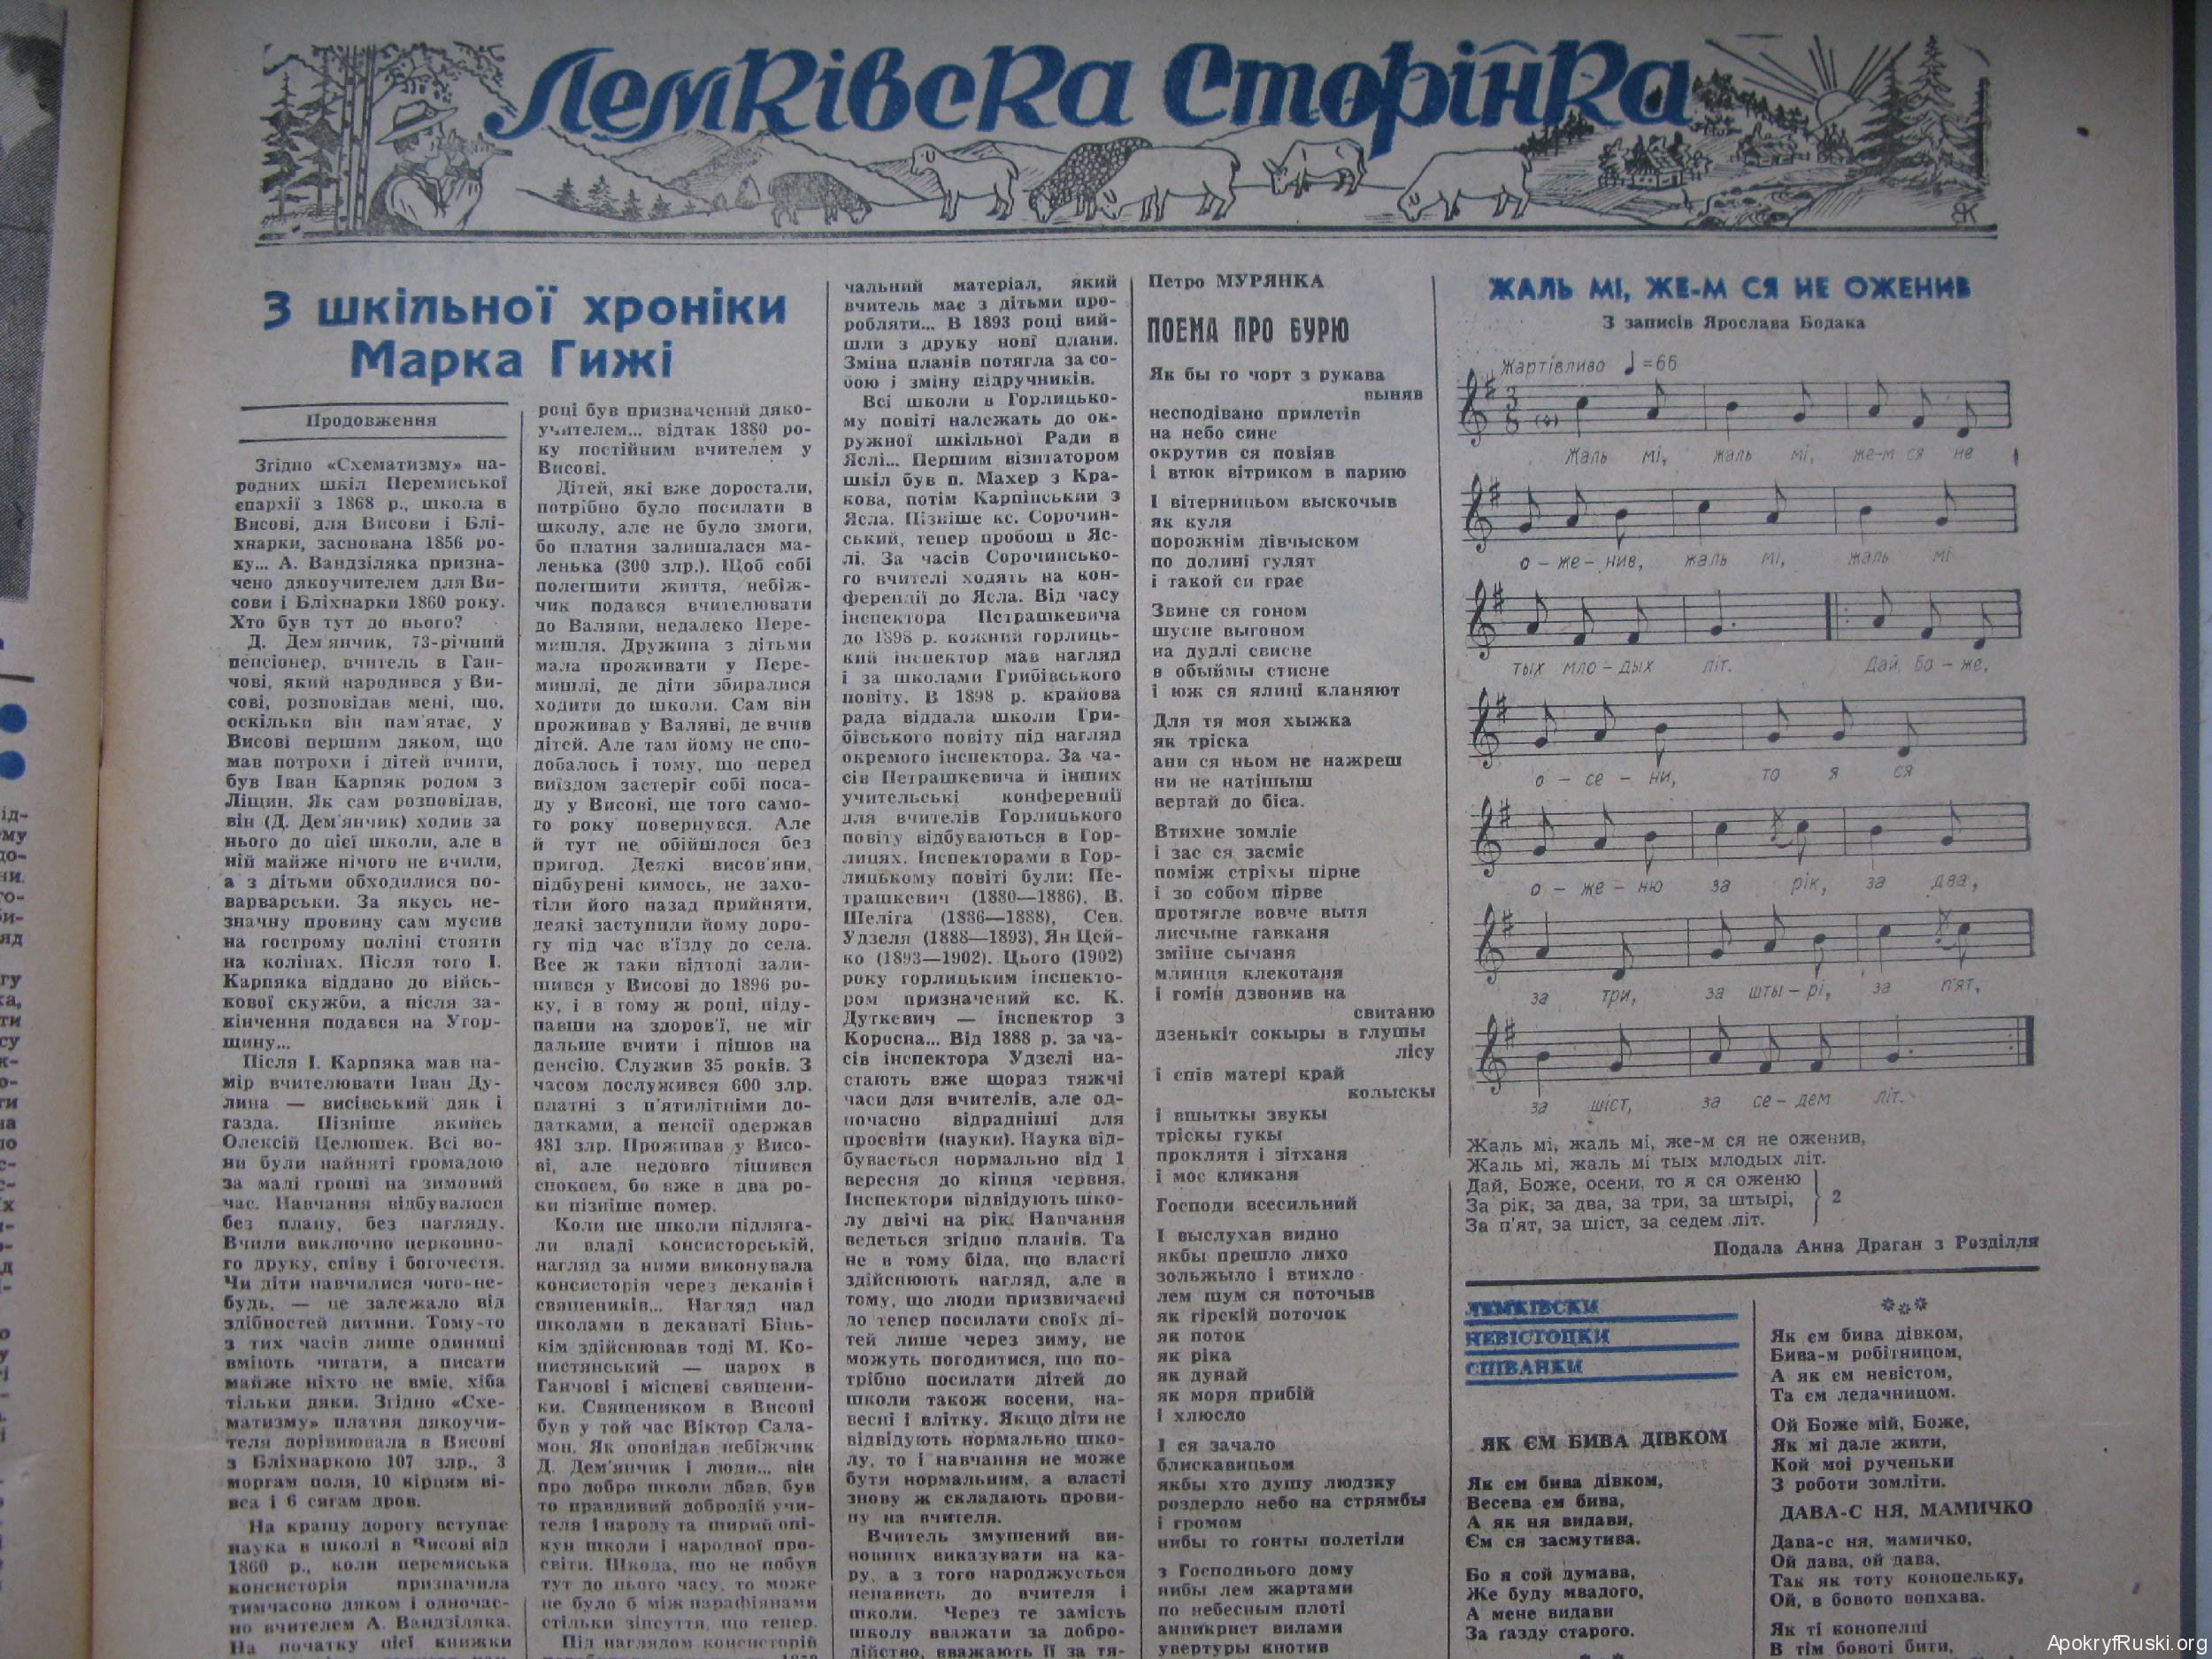 Лемківска Сторінка
З шкільної хроніки
Марка Гижі
Продовження
Згідно «Схематизму» на-
родних шкіл Перемиської
єпархії з 1868 р., школа в
Висові, для Висови іБлі-
хнарки, заснована 1856 ро-
ку... А. Вандзіляка призна-
чено дякоучителем для Ви-
сови і Бліхнарки 1860 року.
Хто був тут до нього?
Д. Дем'янчик, 73-річний
пенсіонер, вчитель в Ган-
чові, який народився у Ви-
сові, розповідав мені, що,
оскільки він пам'ятає, у
Висові першим дяком, що
мав потрохи і дітей вчити,
був Іван Карпяк родом з
Ліщин. Як сам розповідав,
він (Д. Дем'янчик) ходив за
нього до цієї школи, але в
ній майже нічого не вчили,
а з дітьми обходилися по-
варварськи. За якусь не-
значну провину сам мусив
на гострому поліні стояти
на колінах. Після того І.
Карпяка віддано до війсь-
кової служби, а після за-
кінчення подався на Угор-
щину...
Після І. Карпяка мав на-
мір вчителювати Іван Ду-
лина — висівський дяк і
газда. Пізніше якийсь
Олексій Целюшек. Всі во-
ни були найняті громадою
за малі гроші на зимовий
час. Навчання відбувалося
без плану, без нагляду.
Вчили виключно церковно-
го друку, співу і богочестя.
Чи діти навчилися чого-не-
будь, — це залежало від
здібностей дитини. Тому-то
з тих часів лише одиниці
вміють читати, а писати
майже ніхто не вміє, хіба
тільки дяки. Згідно «Схе-
матизму» платня дякоучи-
теля дорівнювала в Висові
з Бліхнаркою 107 злр., 3
моргам поля, 10 кірцям ві-
вса і 6 сягам дров.
На кращу дорогу вступає
наука в школі в Висові від
1860 р., коли перемиська
консисторія призначила
тимчасово дяком і одночас-
но вчителем А. Вандзіляка.
На початку цієї книжки
році був призначений дяко-
учителем... відтак 1880 ро-
ку постійним вчителем у
Висові.
Дітей, які вже доростали,
потрібно було посилати в
школу, але не було змоги,
бо платня залишалася ма-
ленька (300 злр.). Щоб собі
полегшити життя, небіж-
чик подався вчителювати
до Валяви, недалеко Пере-
мишля. Дружина з дітьми
мала проживати у Пере-
мишлі, де діти збиралися
ходити до школи. Сам він
проживав у Валяві, де вчив
дітей. Але там йому не спо-
добалось і тому, що перед
виїздом застеріг собі поса-
ду у Висові, ще того само-
го року повернувся. Але
й тут не обійшлося без
пригод. Деякі висов'яни,
підбурені кимось, не захо-
тіли його назад прийняти,
деякі заступили йому доро-
гу під час в'їзду до села.
Все ж таки відтоді зали-
шився у Висові до 1896 ро-
ку, і в тому ж році, піду-
павши на здоров'ї, не міг
дальше вчити і пішов на
пенсію. Служив 35 років. З
часом дослужився 600 злр.
платні з п'ятилітніми до-
датками, а пенсії одержав
481 злр. Проживав у Висо-
ві, але недовго тішився
спокоєм, бо вже в два ро-
ки пізніше помер.
Коли ще школи підляга-
ли владі консисторській,
нагляд за ними виконувала
консисторія через деканів і
священиків... Нагляд над
школами в деканаті Біць-
кім здійснював тоді М. Ко-
нистянський — парох в
Ганчові і місцеві священи-
ки. Священиком в Висові
був у той час Віктор Сала-
мон. Як оповідав небіжчик
Д. Дем'янчик і люди... він
про добро школи дбав, був
то правдивий добродій учи-
теля і народу та щирий опі-
кун школи і народної про-
світи. Шкода, що не побув
тут до цього часу, то може
не було б між парафіянами
стільки зіпсуття, що тепер.
Під наглядом консисторій
чальний матеріал, який
вчитель має з дітьми про-
робляти... В 1893 році вий-
шли з друку нові плани.
Зміна планів потягла за со-
бою і зміну підручників.
Всі школи в Горлицько-
му повіті належать до ок-
ружної шкільної Ради в
Яслі... Першим візитатором
шкіл був п. Махер з Кра-
кова, потім Карпінський з
Ясла. Пізніше кс. Сорочин-
ський, тепер пробощ в Яс-
лі. За часів Сорочинсько-
го вчителі ходять на кон-
ференції до Ясла. Від часу
інспектора Петрашкевича
до 1898 р. кожний горлиць-
кий інспектор мав нагляд
і за школами Грибівського
повіту. В 1898 р. крайова
рада віддала школи Гри-
бівського повіту під нагляд
окремого інспектора. За ча-
сів Петрашкевича й інших
учительські конференції
для вчителів Горлицького
повіту відбуваються в Гор-
лицях. Інспекторами в Гор-
лицькому повіті були: Пе-
трашкевич (1880—1886), В.
Шеліга (1886—1888), Сев.
Удзеля (1888—1893), Ян Цей-
ко (1893—1902). Цього (1902)
року горлицьким інспекто-
ром призначений кс. К.
Дуткевич — інспектор з
Коросна... Від 1888 р. за ча-
сів інспектора Удзелі на-
стають вже щораз тяжчі
часи для вчителів, але од-
ночасно відрадніші для
просвіти (науки). Наука від-
бувається нормально від 1
вересня до кінця червня.
Інспектори відвідують шко-
лу двічі на рік. Навчання
ведеться згідно планів. Та
не в тому біда, що власті
здійснюють нагляд, але в
тому, що люди призвичаєні
до тепер посилати своїх ді-
тей лише через зиму, не
можуть погодитися, що по-
трібно посилати дітей до
школи також восени, на-
весні і влітку. Якщо діти не
відвідують нормально шко-
лу, то і навчання не може
бути нормальним, а власті
знову ж складають прови-
ну на вчителя.
Вчитель змушений ви-
новних виказувати на ка-
ру, а з того народжується
ненависть до вчителя і
школи. Через те замість
школу вважати за добро-
дійство, вважають її за тя-
Петро МУРЯНКА
ПОЕМА ПРО БУРЮ
Як бы го чорт з рукава
выняв
несподівано прилетів
на небо сине
окрутив ся повіяв
і втюк вітриком в парию
І вітерницьом выскочыв
як куля
порожнім дівчыском
по долині гулят
і такой си грає
Звине ся гоном
шусне выгоном
на дудлі свисне
в обыймы стисне
і юж ся ялиці кланяют
Для тя моя хыжка
як тріска
ани ся ньом не нажреш
ни не натішыш
вертай до біса.
Втихне зомліє
і зас ся засміє
поміж стріхы пірне
і зо собом пірве
протягле вовче вытя
лисчыне гавканя
зміїне сычаня
млинця клекотаня
і гомін дзвонив на
свитаню
дзенькіт сокыры в глушы
лісу
і спів матері край
колыскы
і вшыткы звукы
тріскы гукы
проклятя і зітханя
і моє кликаня
Господи всесильний
І выслухав видно
якбы прешло лихо
зольжыло і втихло
лем шум ся поточыв
як гірскій поточок
як поток
як ріка
як дунай
як моря прибій
і хлюсло
І ся зачало
блискавицьом
якбы хто душу людзку
роздерло небо на стрямбы
і громом
нибы то ґонты полетіли
з Господнього дому
нибы лем жартами
по небесным плоті
анцикрист вилами
увертуры кнотив
ЖАЛЬ МІ, ЖЕ-М СЯ НЕ ОЖЕНИВ
З записів Ярослава Бодака
Жартівливо ♩=66
Жаль мі, жаль мі, же-м ся не
о – же – нив, жаль мі, жаль мі
тых мло – дых літ. Дай, бо – же,
о – се – ни, то я ся
о – же – ню за рік, за два,
за три, за шты – рі, за п'ят,
за шіст, за се – дем літ.
Жаль мі, жаль мі, же-м ся не оженив,
Жаль мі, жаль мі тых млодых літ.
Дай, Боже, осени, то я ся оженю
За рік, за два, за три, за штырі,
За п'ят, за шіст, за седем літ.
2
Подала Анна Драган з Розділля
ЛЕМКІВСКИ
НЕВІСТОЦКИ
СПІВАНКИ
ЯК ЄМ БИВА ДІВКОМ
Як єм бива дівком,
Весева єм бива,
А як ня видави,
Єм ся засмутива.
Бо я сой думава,
Же буду мвадого,
А мене видави
За ґазду старого.
***
Як єм бива дівком,
Бива-м робітницом,
А як єм невістом,
Та єм ледачницом.
Ой Боже мій, Боже,
Як мі дале жити,
Кой мої рученьки
З роботи зомліти.
ДАВА-С НЯ, МАМИЧКО
Дава-с ня, мамичко,
Ой дава, ой дава,
Так як тоту конопельку,
Ой, в бовото вопхава.
Як ті конопелці
В тім бовоті бити,
ApokryfRuski.org